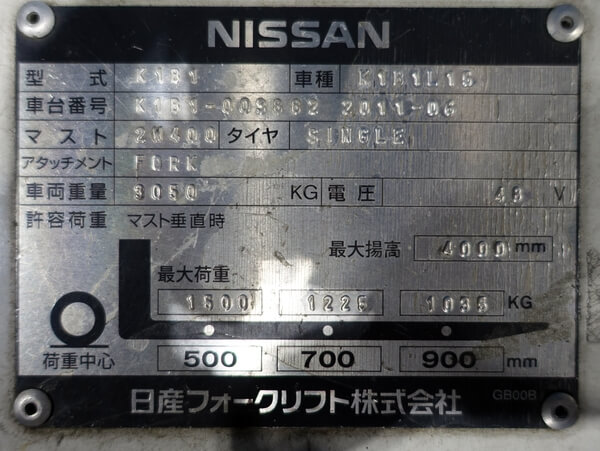 NISSAN
型式 K1B1 車種 K1B1L15
車台番号 K1B1-009882 2011-06
マスト 2W400 タイヤ SINGLE
アタッチメント FORK
車両重量 3050 KG 電圧 48 V
許容荷重 マスト垂直時
最大揚高 4000 mm
最大荷重
1500 1225 1035 KG
荷重中心 500 700 900 mm
日産フォークリフト株式会社 GB00B